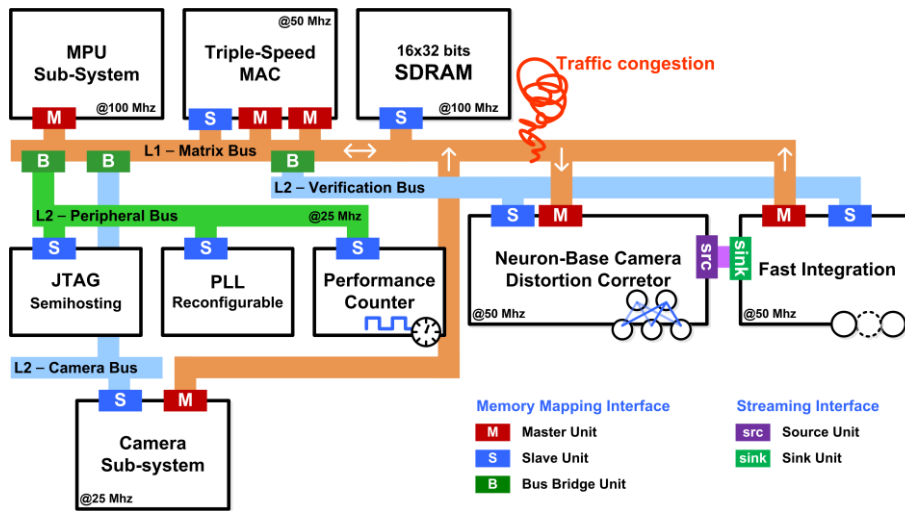 MPU
Sub-System
@100 Mhz
M
@50 Mhz
Triple-Speed
MAC
S
M
M
16x32 bits
SDRAM
@100 Mhz
S
Traffic congestion
L1 – Matrix Bus
B
B
B
L2 – Verification Bus
L2 – Peripheral Bus
@25 Mhz
S
S
S
JTAG
Semihosting
PLL
Reconfigurable
Performance
Counter
S
M
Neuron-Base Camera
Distortion Corretor
@50 Mhz
src
sink
M
S
Fast Integration
@50 Mhz
L2 – Camera Bus
S
M
Camera
Sub-system
@25 Mhz
Memory Mapping Interface
M Master Unit
S Slave Unit
B Bus Bridge Unit
Streaming Interface
src Source Unit
sink Sink Unit